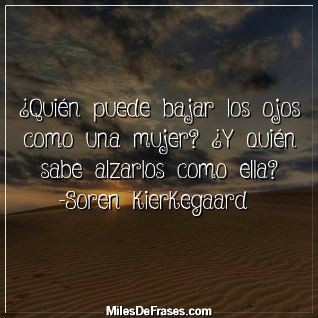 ¿Quién puede bajar los ojos
como una mujer? ¿Y quién
sabe alzarlos como ella?
-Soren Kierkegaard
MilesDeFrases.com